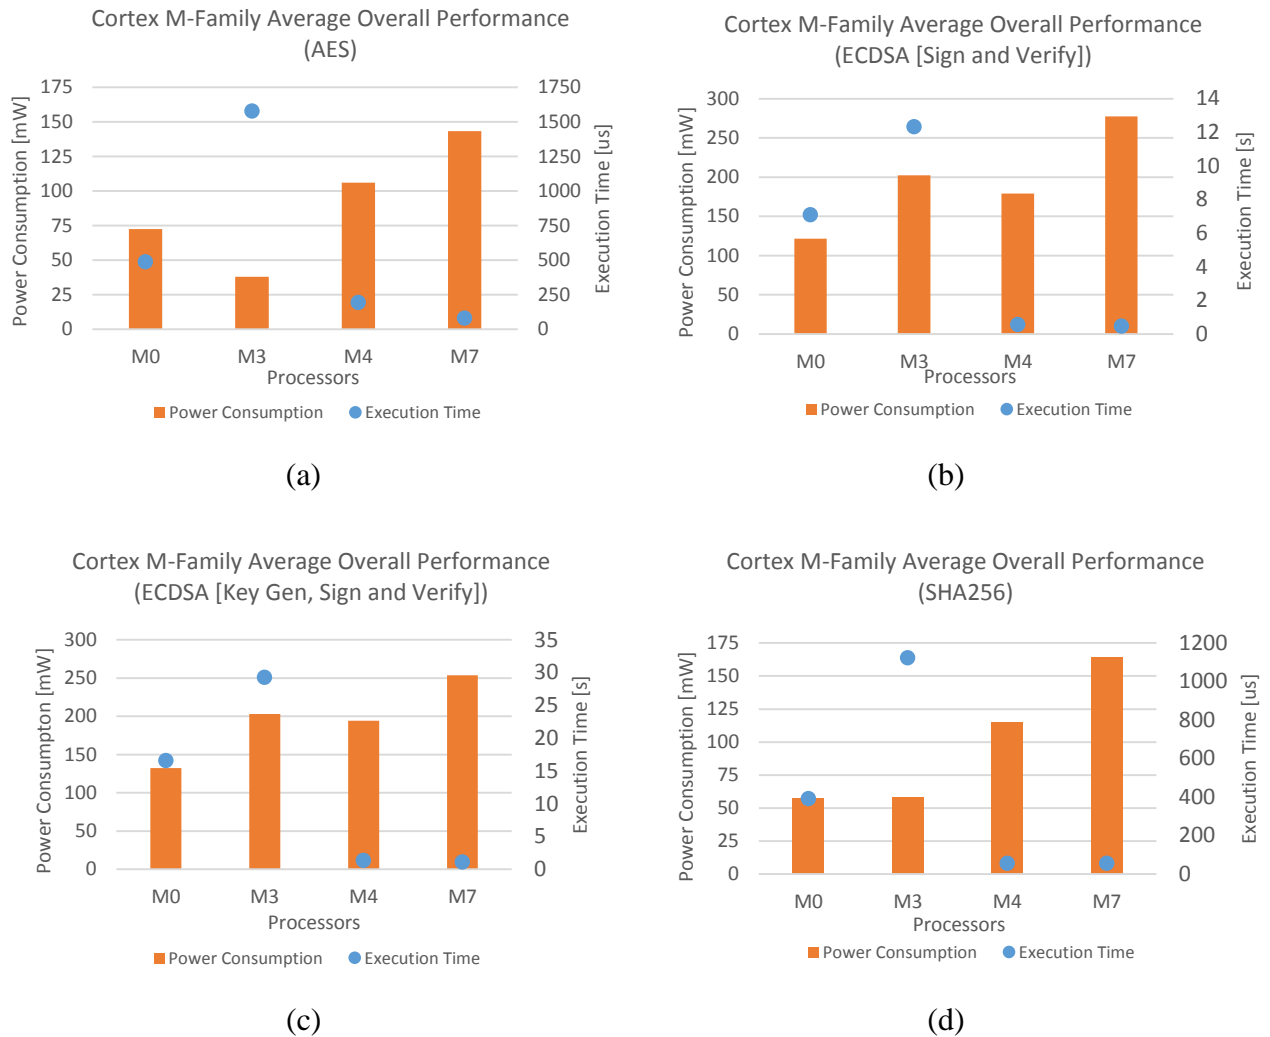 Cortex M-Family Average Overall Performance
(AES)
175
150
125
100
75
50
25
0
Power Consumption [mW]
1750
1500
1250
1000
750
500
250
0
Execution Time [us]
M0 M3 M4 M7
Processors
Power Consumption Execution Time
(a)
Cortex M-Family Average Overall Performance
(ECDSA [Sign and Verify])
300
250
200
150
100
50
0
Power Consumption [mW]
14
12
10
8
6
4
2
0
Execution Time [s]
M0 M3 M4 M7
Processors
Power Consumption Execution Time
(b)
Cortex M-Family Average Overall Performance
(ECDSA [Key Gen, Sign and Verify])
300
250
200
150
100
50
0
Power Consumpton [mW]
35
30
25
20
15
10
5
0
Execution Time [s]
M0 M3 M4 M7
Processors
Power Consumption Execution Time
(c)
Cortex M-Family Average Overall Performance
(SHA256)
175
150
125
100
75
50
25
0
Power Consumption [mW]
1200
1000
800
600
400
200
0
Execution Time [us]
M0 M3 M4 M7
Processors
Power Consumption Execution Time
(d)